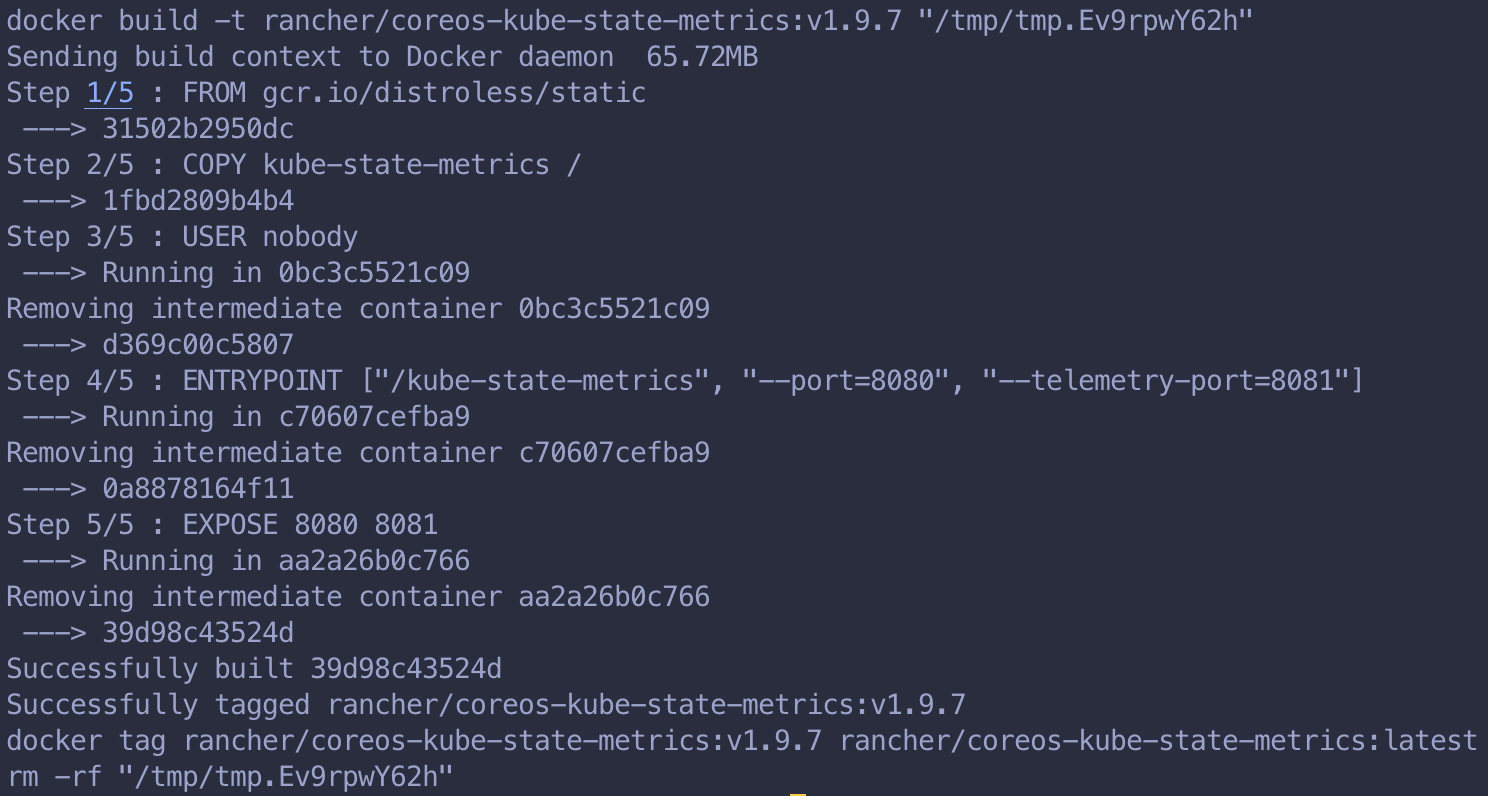 docker build -t rancher/coreos-kube-state-metrics:v1.9.7 "/tmp/tmp.Ev9rpwY62h"
Sending build context to Docker daemon  65.72MB
Step 1/5 : FROM gcr.io/distroless/static
 ---> 31502b2950dc
Step 2/5 : COPY kube-state-metrics /
 ---> 1fbd2809b4b4
Step 3/5 : USER nobody
 ---> Running in 0bc3c5521c09
Removing intermediate container 0bc3c5521c09
 ---> d369c00c5807
Step 4/5 : ENTRYPOINT ["/kube-state-metrics", "--port=8080", "--telemetry-port=8081"]
 ---> Running in c70607cefba9
Removing intermediate container c70607cefba9
 ---> 0a8878164f11
Step 5/5 : EXPOSE 8080 8081
 ---> Running in aa2a26b0c766
Removing intermediate container aa2a26b0c766
 ---> 39d98c43524d
Successfully built 39d98c43524d
Successfully tagged rancher/coreos-kube-state-metrics:v1.9.7
docker tag rancher/coreos-kube-state-metrics:v1.9.7 rancher/coreos-kube-state-metrics:latest
rm -rf "/tmp/tmp.Ev9rpwY62h"